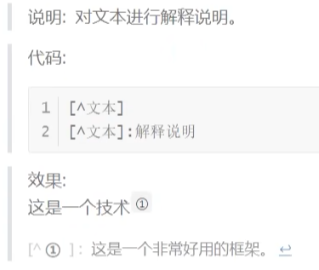 说明: 对文本进行解释说明。
代码:
1 [^文本]
2 [^文本]:解释说明
效果:
这是一个技术 ①
[^ ① ]: 这是一个非常好用的框架。 ↩